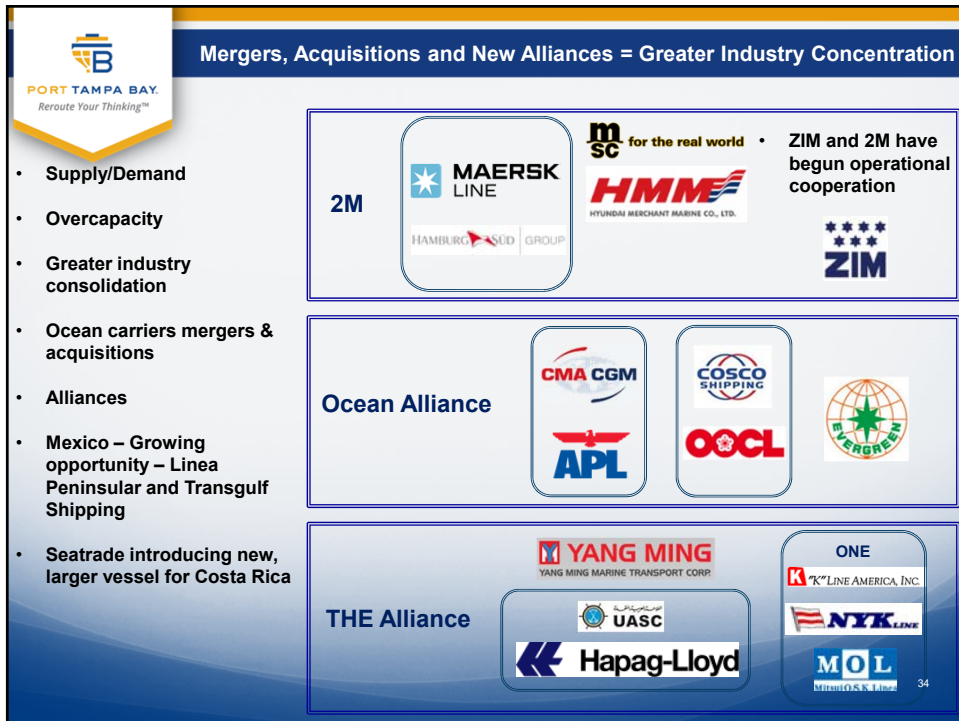 Mergers, Acquisitions and New Alliances = Greater Industry Concentration
B
PORT TAMPA BAY.
Reroute Your Thinking™
• Supply/Demand
• Overcapacity
• Greater industry
consolidation
• Ocean carriers mergers &
acquisitions
• Alliances
• Mexico – Growing
opportunity – Linea
Peninsular and Transgulf
Shipping
• Seatrade introducing new,
larger vessel for Costa Rica
2M
MAERSK
LINE
HAMBURG SÜD GROUP
msc for the real world
HMM
HYUNDAI MERCHANT MARINE CO., LTD.
• ZIM and 2M have
begun operational
cooperation
ZIM
Ocean Alliance
CMA CGM
APL
COSCO
SHIPPING
OOCL
EVERGREEN
THE Alliance
YANG MING
YANG MING MARINE TRANSPORT CORP.
UASC
Hapag-Lloyd
ONE
K "K" LINE AMERICA, INC.
NYK LINE
MOL
Mitsui O.S.K. Lines
34